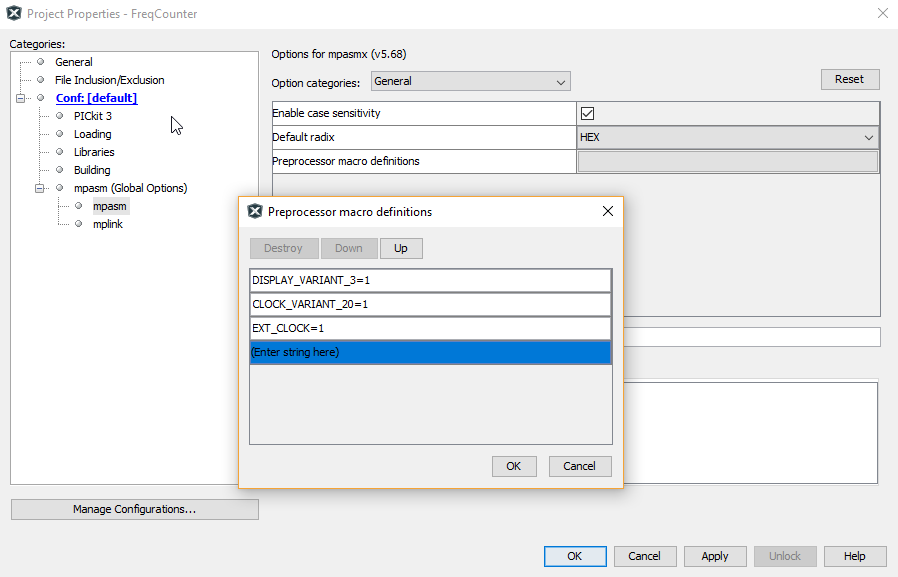 Project Properties - FreqCounter
Categories:
General
File Inclusion/Exclusion
Conf: [default]
PICkit 3
Loading
Libraries
Building
mpasm (Global Options)
mpasm
mplink
Manage Configurations...
Options for mpasmx (v5.68)
Option categories: General Reset
Enable case sensitivity
Default radix HEX
Preprocessor macro definitions
Preprocessor macro definitions
Destroy Down Up
DISPLAY_VARIANT_3=1
CLOCK_VARIANT_20=1
EXT_CLOCK=1
(Enter string here)
OK Cancel
OK Cancel Apply Unlock Help